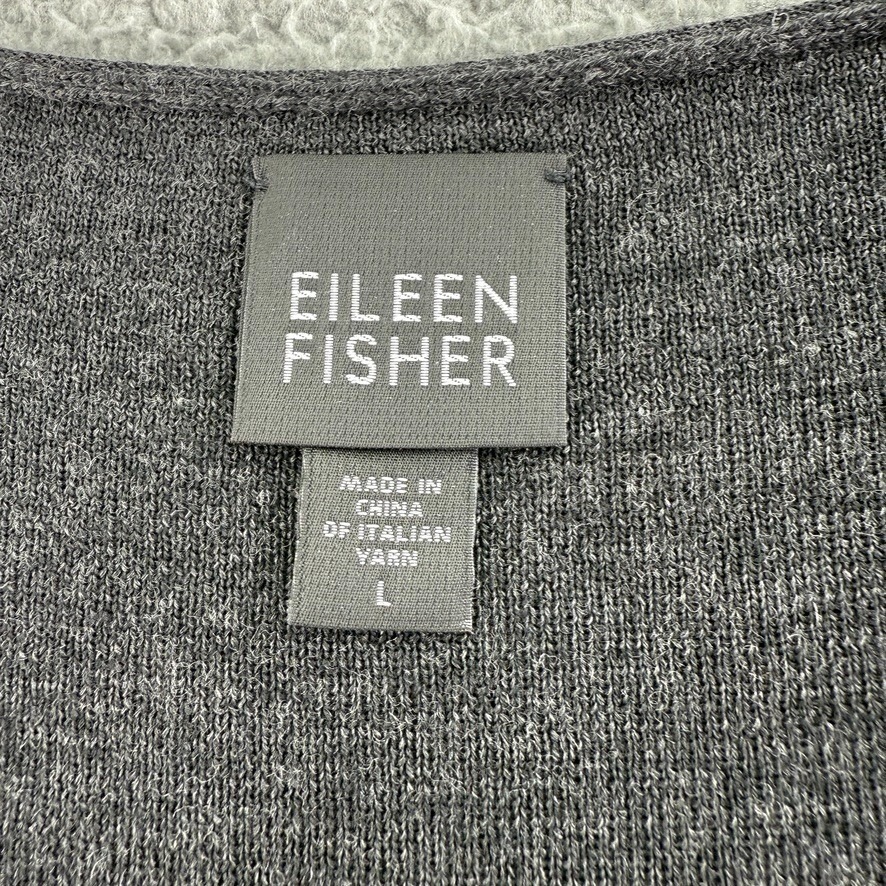 EILEEN
FISHER
MADE IN
CHINA
OF ITALIAN
YARN
L